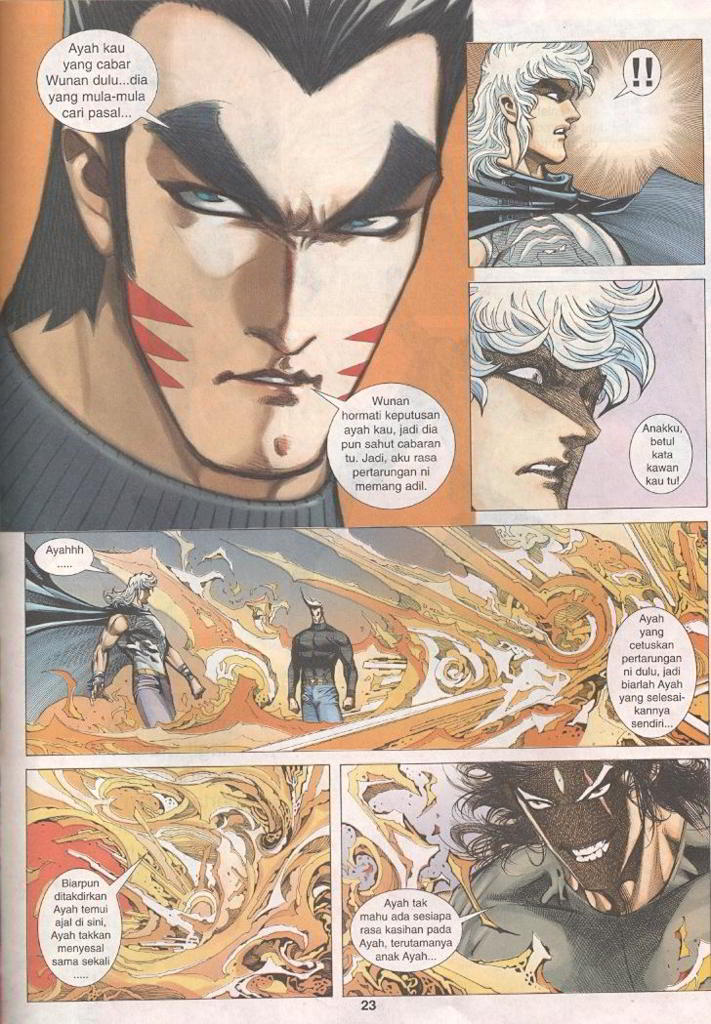 Ayah kau
yang cabar
Wunan dulu...dia
yang mula-mula
cari pasal...
!!
Wunan
hormati keputusan
ayah kau, jadi dia
pun sahut cabaran
tu. Jadi, aku rasa
pertarungan ni
memang adil.
Anakku,
betul
kata
kawan
kau tu!
Ayahhh
.....
Ayah
yang
cetuskan
pertarungan
ni dulu, jadi
biarlah Ayah
yang selesai-
kannya
sendiri...
Biarpun
ditakdirkan
Ayah temui
ajal di sini,
Ayah takkan
menyesal
sama sekali
.....
Ayah tak
mahu ada sesiapa
rasa kasihan pada
Ayah, terutamanya
anak Ayah...
23